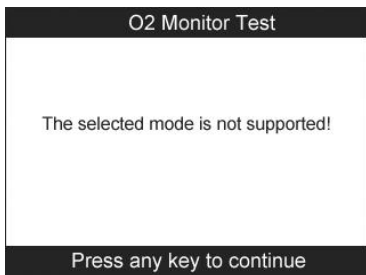 O2 Monitor Test
The selected mode is not supported!
Press any key to continue